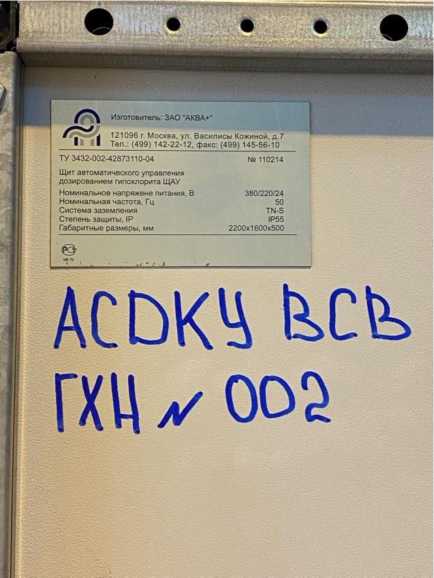 Изготовитель: ЗАО "АКВА+"
121096 г. Москва, ул. Василисы Кожиной, д.7
Тел.: (499) 142-22-12, факс: (499) 145-56-10
ТУ 3432-002-42873110-04 № 110214
Щит автоматического управления
дозированием гипохлорита ЩАУ
Номинальное напряжене питания, В 380/220/24
Номинальная частота, Гц 50
Система заземления TN-S
Степень защиты, IP IP55
Габаритные размеры, мм 2200х1600х500
АСДКУ ВСВ
ГХН № 002